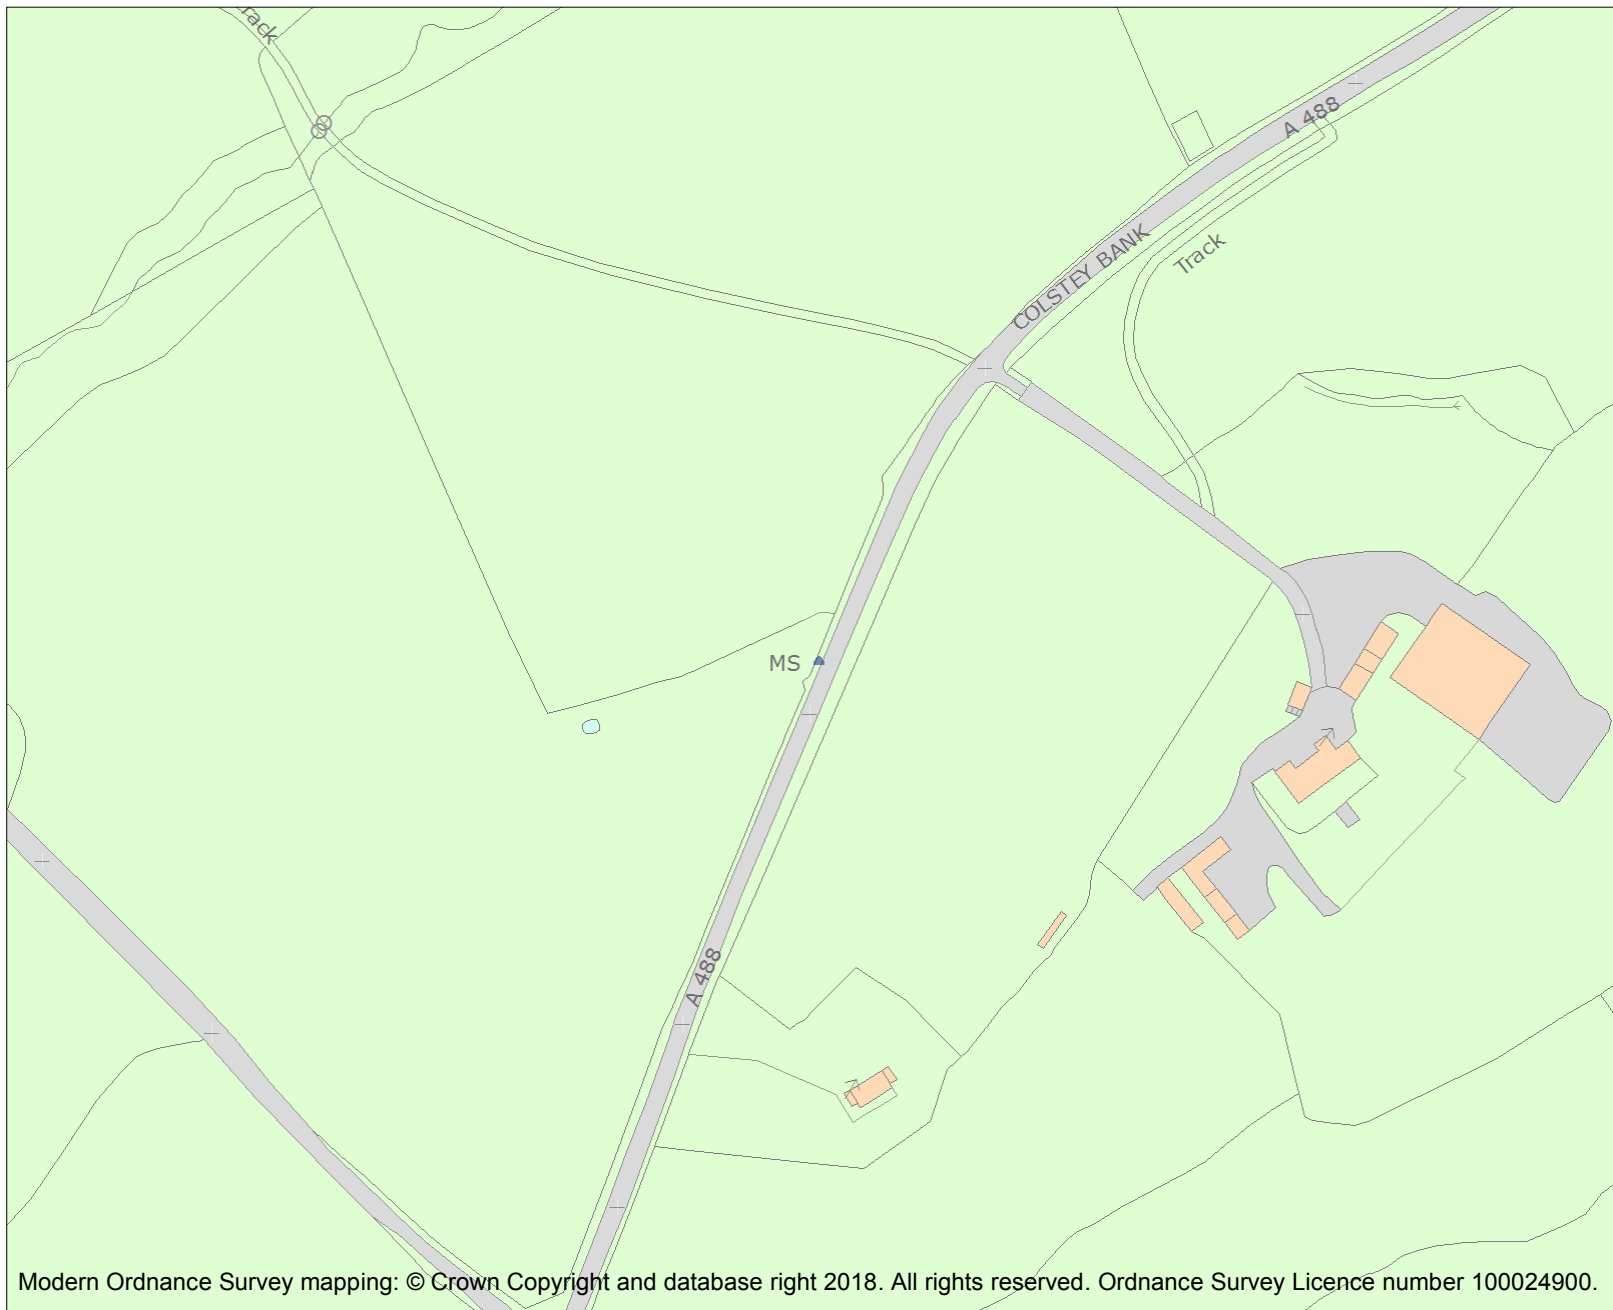 rack
A 488
COLSTEY BANK
Track
MS
A 488
Modern Ordnance Survey mapping: © Crown Copyright and database right 2018. All rights reserved. Ordnance Survey Licence number 100024900.